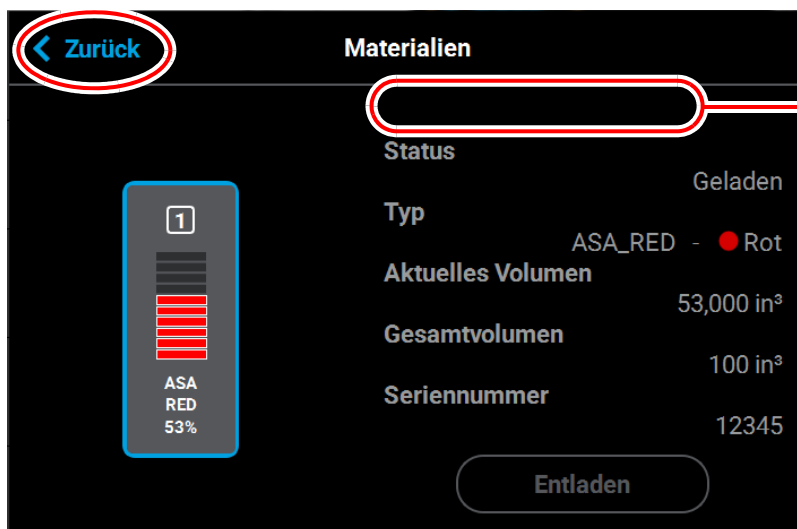 Zurück
Materialien
1
ASA
RED
53%
Status
Geladen
Typ
ASA_RED - Rot
Aktuelles Volumen
53,000 in³
Gesamtvolumen
100 in³
Seriennummer
12345
Entladen